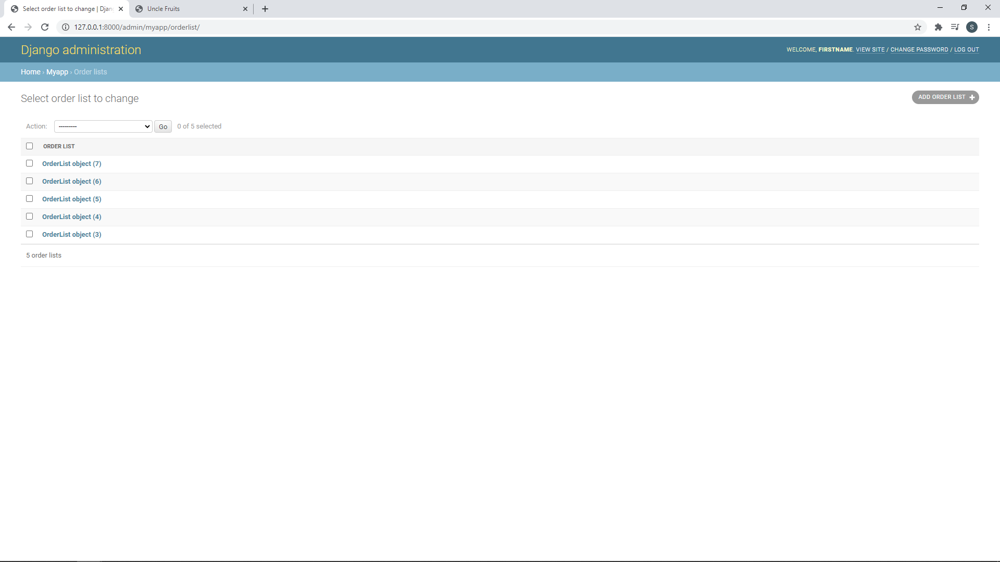 Select order list to change | Djan
Uncle Fruits
127.0.0.1:8000/admin/myapp/orderlist/
S
Django administration
WELCOME, FIRSTNAME. VIEW SITE / CHANGE PASSWORD / LOG OUT
Home › Myapp › Order lists
Select order list to change
ADD ORDER LIST +
Action: --------- Go 0 of 5 selected
ORDER LIST
OrderList object (7)
OrderList object (6)
OrderList object (5)
OrderList object (4)
OrderList object (3)
5 order lists